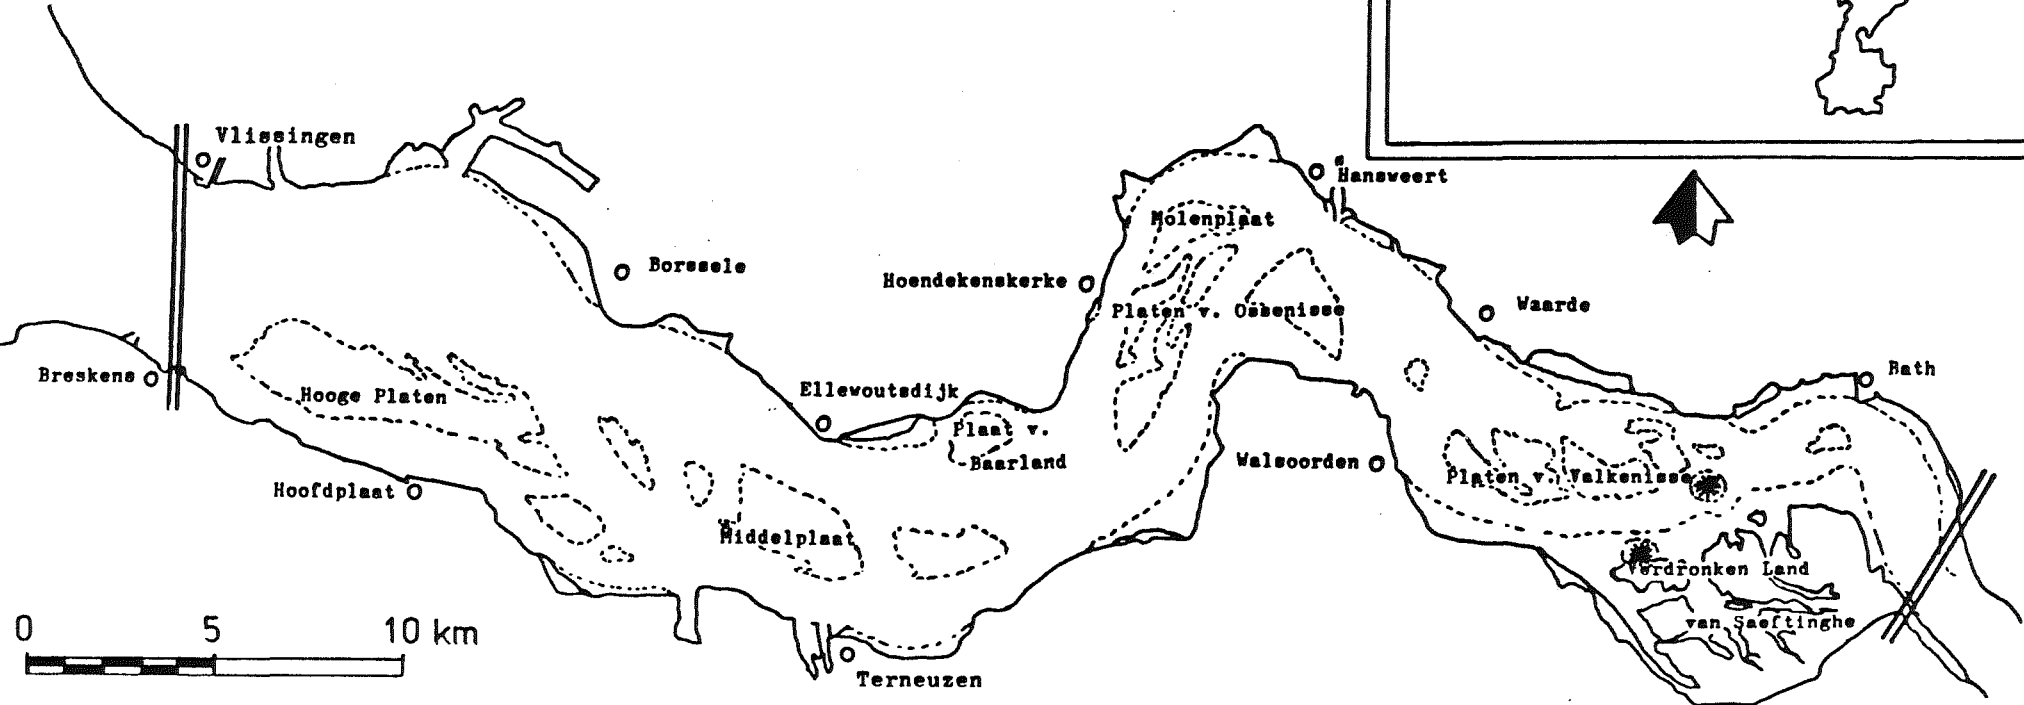 Vlissingen
Hansweert
Molenplaat
Borssele
Hoendekenskerke
Platen v. Ossenisse
Waarde
Breskens
Hooge Platen
Ellewoutsdijk
Rath
Plaat v.
Baarland
Walsoorden
Hoofdplaat
Platen v. Valkenisse
Middelplaat
Verdronken Land
van Saeftinghe
0 5 10 km
Terneuzen